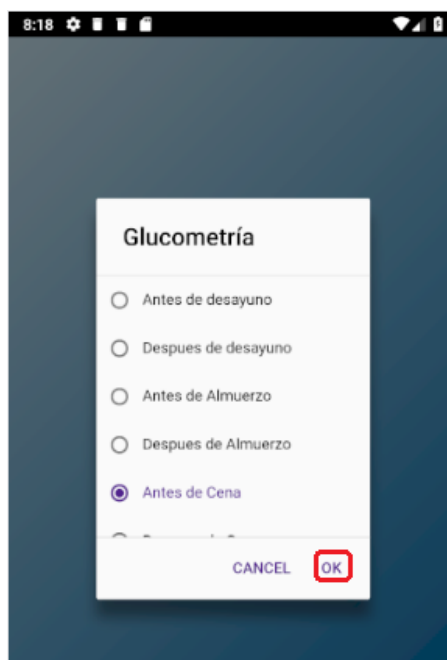 8:18
Glucometría
Antes de desayuno
Despues de desayuno
Antes de Almuerzo
Despues de Almuerzo
Antes de Cena
CANCEL OK